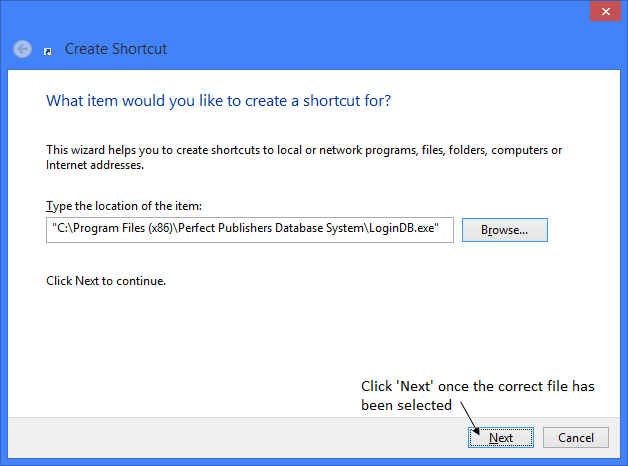 Create Shortcut
What item would you like to create a shortcut for?
This wizard helps you to create shortcuts to local or network programs, files, folders, computers or
Internet addresses.
Type the location of the item:
"C:\Program Files (x86)\Perfect Publishers Database System\LoginDB.exe"
Browse...
Click Next to continue.
Click 'Next' once the correct file has
been selected
Next
Cancel